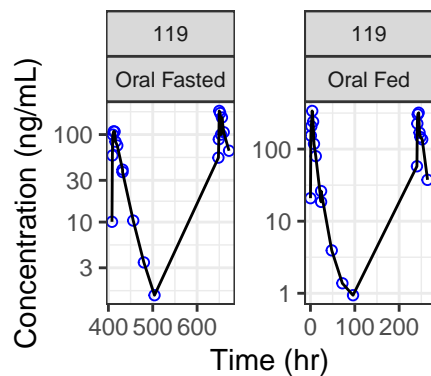 119 119
Oral Fasted Oral Fed
Concentration (ng/mL)
100 100
30
10 10
3
1
400 500 600 0 100 200
Time (hr)